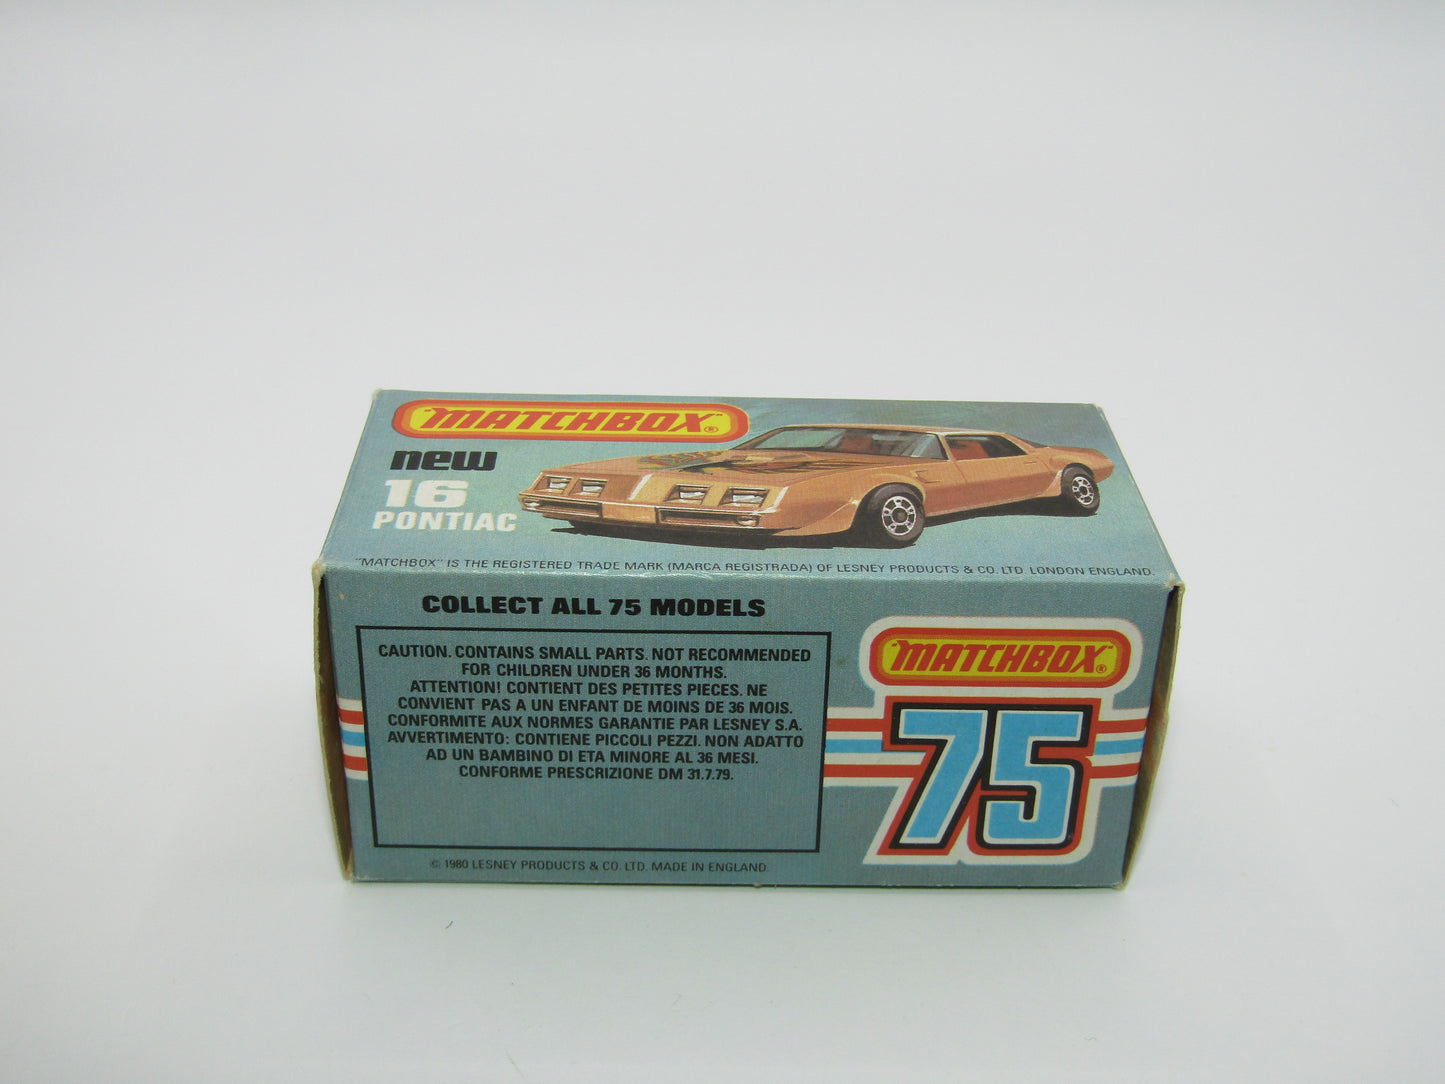 "MATCHBOX"®
new
16
PONTIAC
"MATCHBOX" IS THE REGISTERED TRADE MARK (MARCA REGISTRADA) OF LESNEY PRODUCTS & CO. LTD. LONDON ENGLAND.
COLLECT ALL 75 MODELS
CAUTION. CONTAINS SMALL PARTS. NOT RECOMMENDED
FOR CHILDREN UNDER 36 MONTHS.
ATTENTION! CONTIENT DES PETITES PIECES. NE
CONVIENT PAS A UN ENFANT DE MOINS DE 36 MOIS.
CONFORMITE AUX NORMES GARANTIE PAR LESNEY S.A.
AVVERTIMENTO: CONTIENE PICCOLI PEZZI. NON ADATTO
AD UN BAMBINO DI ETA MINORE AL 36 MESI.
CONFORME PRESCRIZIONE DM 31.7.79.
© 1980 LESNEY PRODUCTS & CO. LTD. MADE IN ENGLAND.
"MATCHBOX"®
75